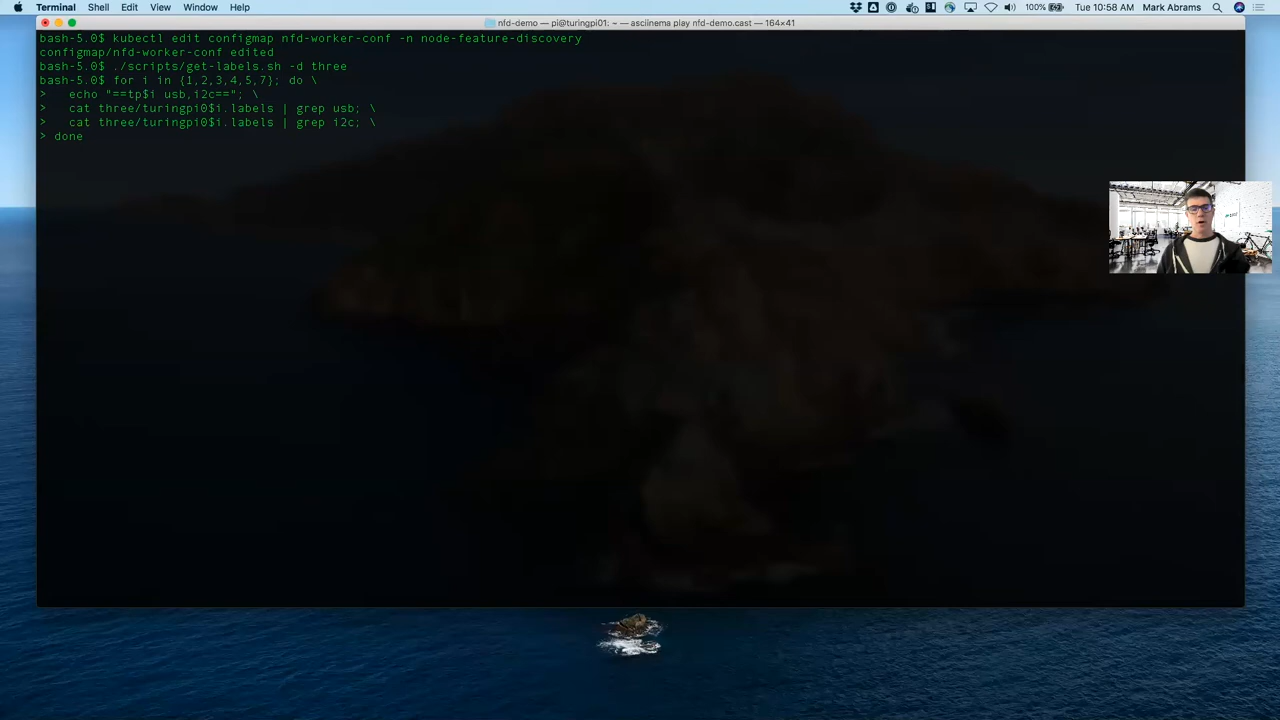 Terminal Shell Edit View Window Help 100% Tue 10:58 AM Mark Abrams
nfd-demo — pi@turingpi01: ~ — asciinema play nfd-demo.cast — 164×41
bash-5.0$ kubectl edit configmap nfd-worker-conf -n node-feature-discovery
configmap/nfd-worker-conf edited
bash-5.0$ ./scripts/get-labels.sh -d three
bash-5.0$ for i in {1,2,3,4,5,7}; do \
>   echo "==tp$i usb,i2c=="; \
>   cat three/turingpi0$i.labels | grep usb; \
>   cat three/turingpi0$i.labels | grep i2c; \
> done